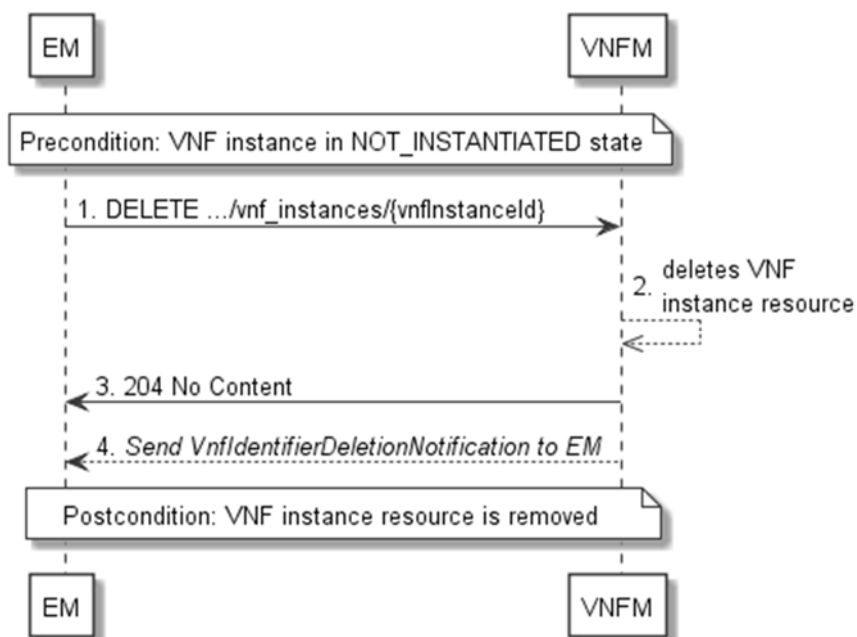 EM
VNFM
Precondition: VNF instance in NOT_INSTANTIATED state
1. DELETE .../vnf_instances/{vnfInstanceId}
2. deletes VNF
instance resource
3. 204 No Content
4. Send VnfIdentifierDeletionNotification to EM
Postcondition: VNF instance resource is removed
EM
VNFM